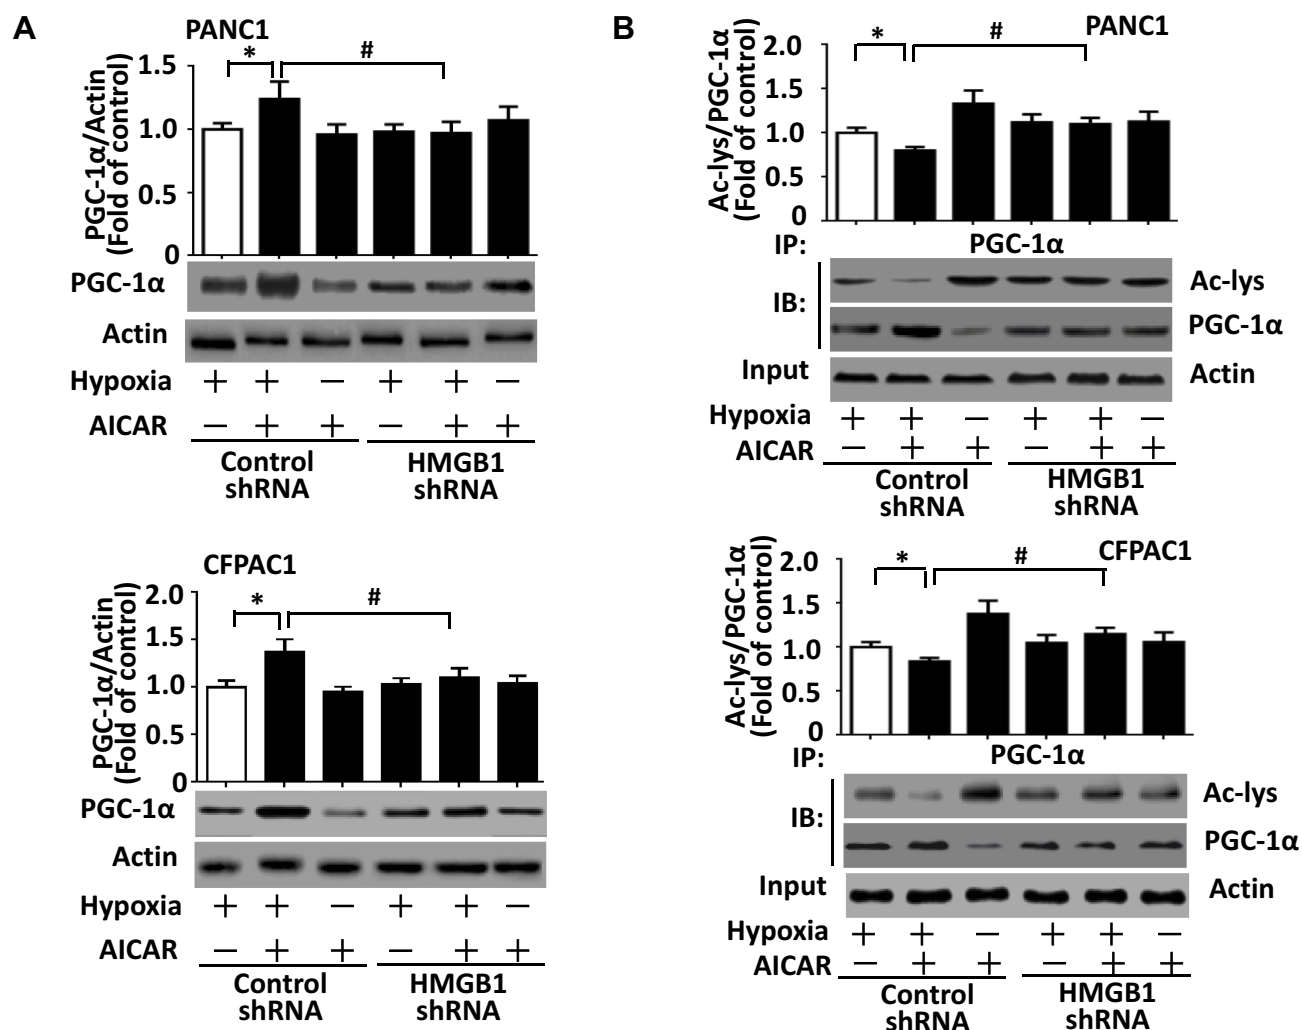 A
PANC1
PGC-1α/Actin
(Fold of control)
1.5
1.0
0.5
0
* #
PGC-1α
Actin
Hypoxia + + − + + −
AICAR − + + − + +
Control
shRNA
HMGB1
shRNA
CFPAC1
PGC-1α/Actin
(Fold of control)
2.0
1.5
1.0
0.5
0
* #
PGC-1α
Actin
Hypoxia + + − + + −
AICAR − + + − + +
Control
shRNA
HMGB1
shRNA
B
PANC1
Ac-lys/PGC-1α
(Fold of control)
2.0
1.5
1.0
0.5
0
* #
IP: PGC-1α
IB:
Ac-lys
PGC-1α
Input Actin
Hypoxia + + − + + −
AICAR − + + − + +
Control
shRNA
HMGB1
shRNA
CFPAC1
Ac-lys/PGC-1α
(Fold of control)
2.0
1.5
1.0
0.5
0
* #
IP: PGC-1α
IB:
Ac-lys
PGC-1α
Input Actin
Hypoxia + + − + + −
AICAR − + + − + +
Control
shRNA
HMGB1
shRNA